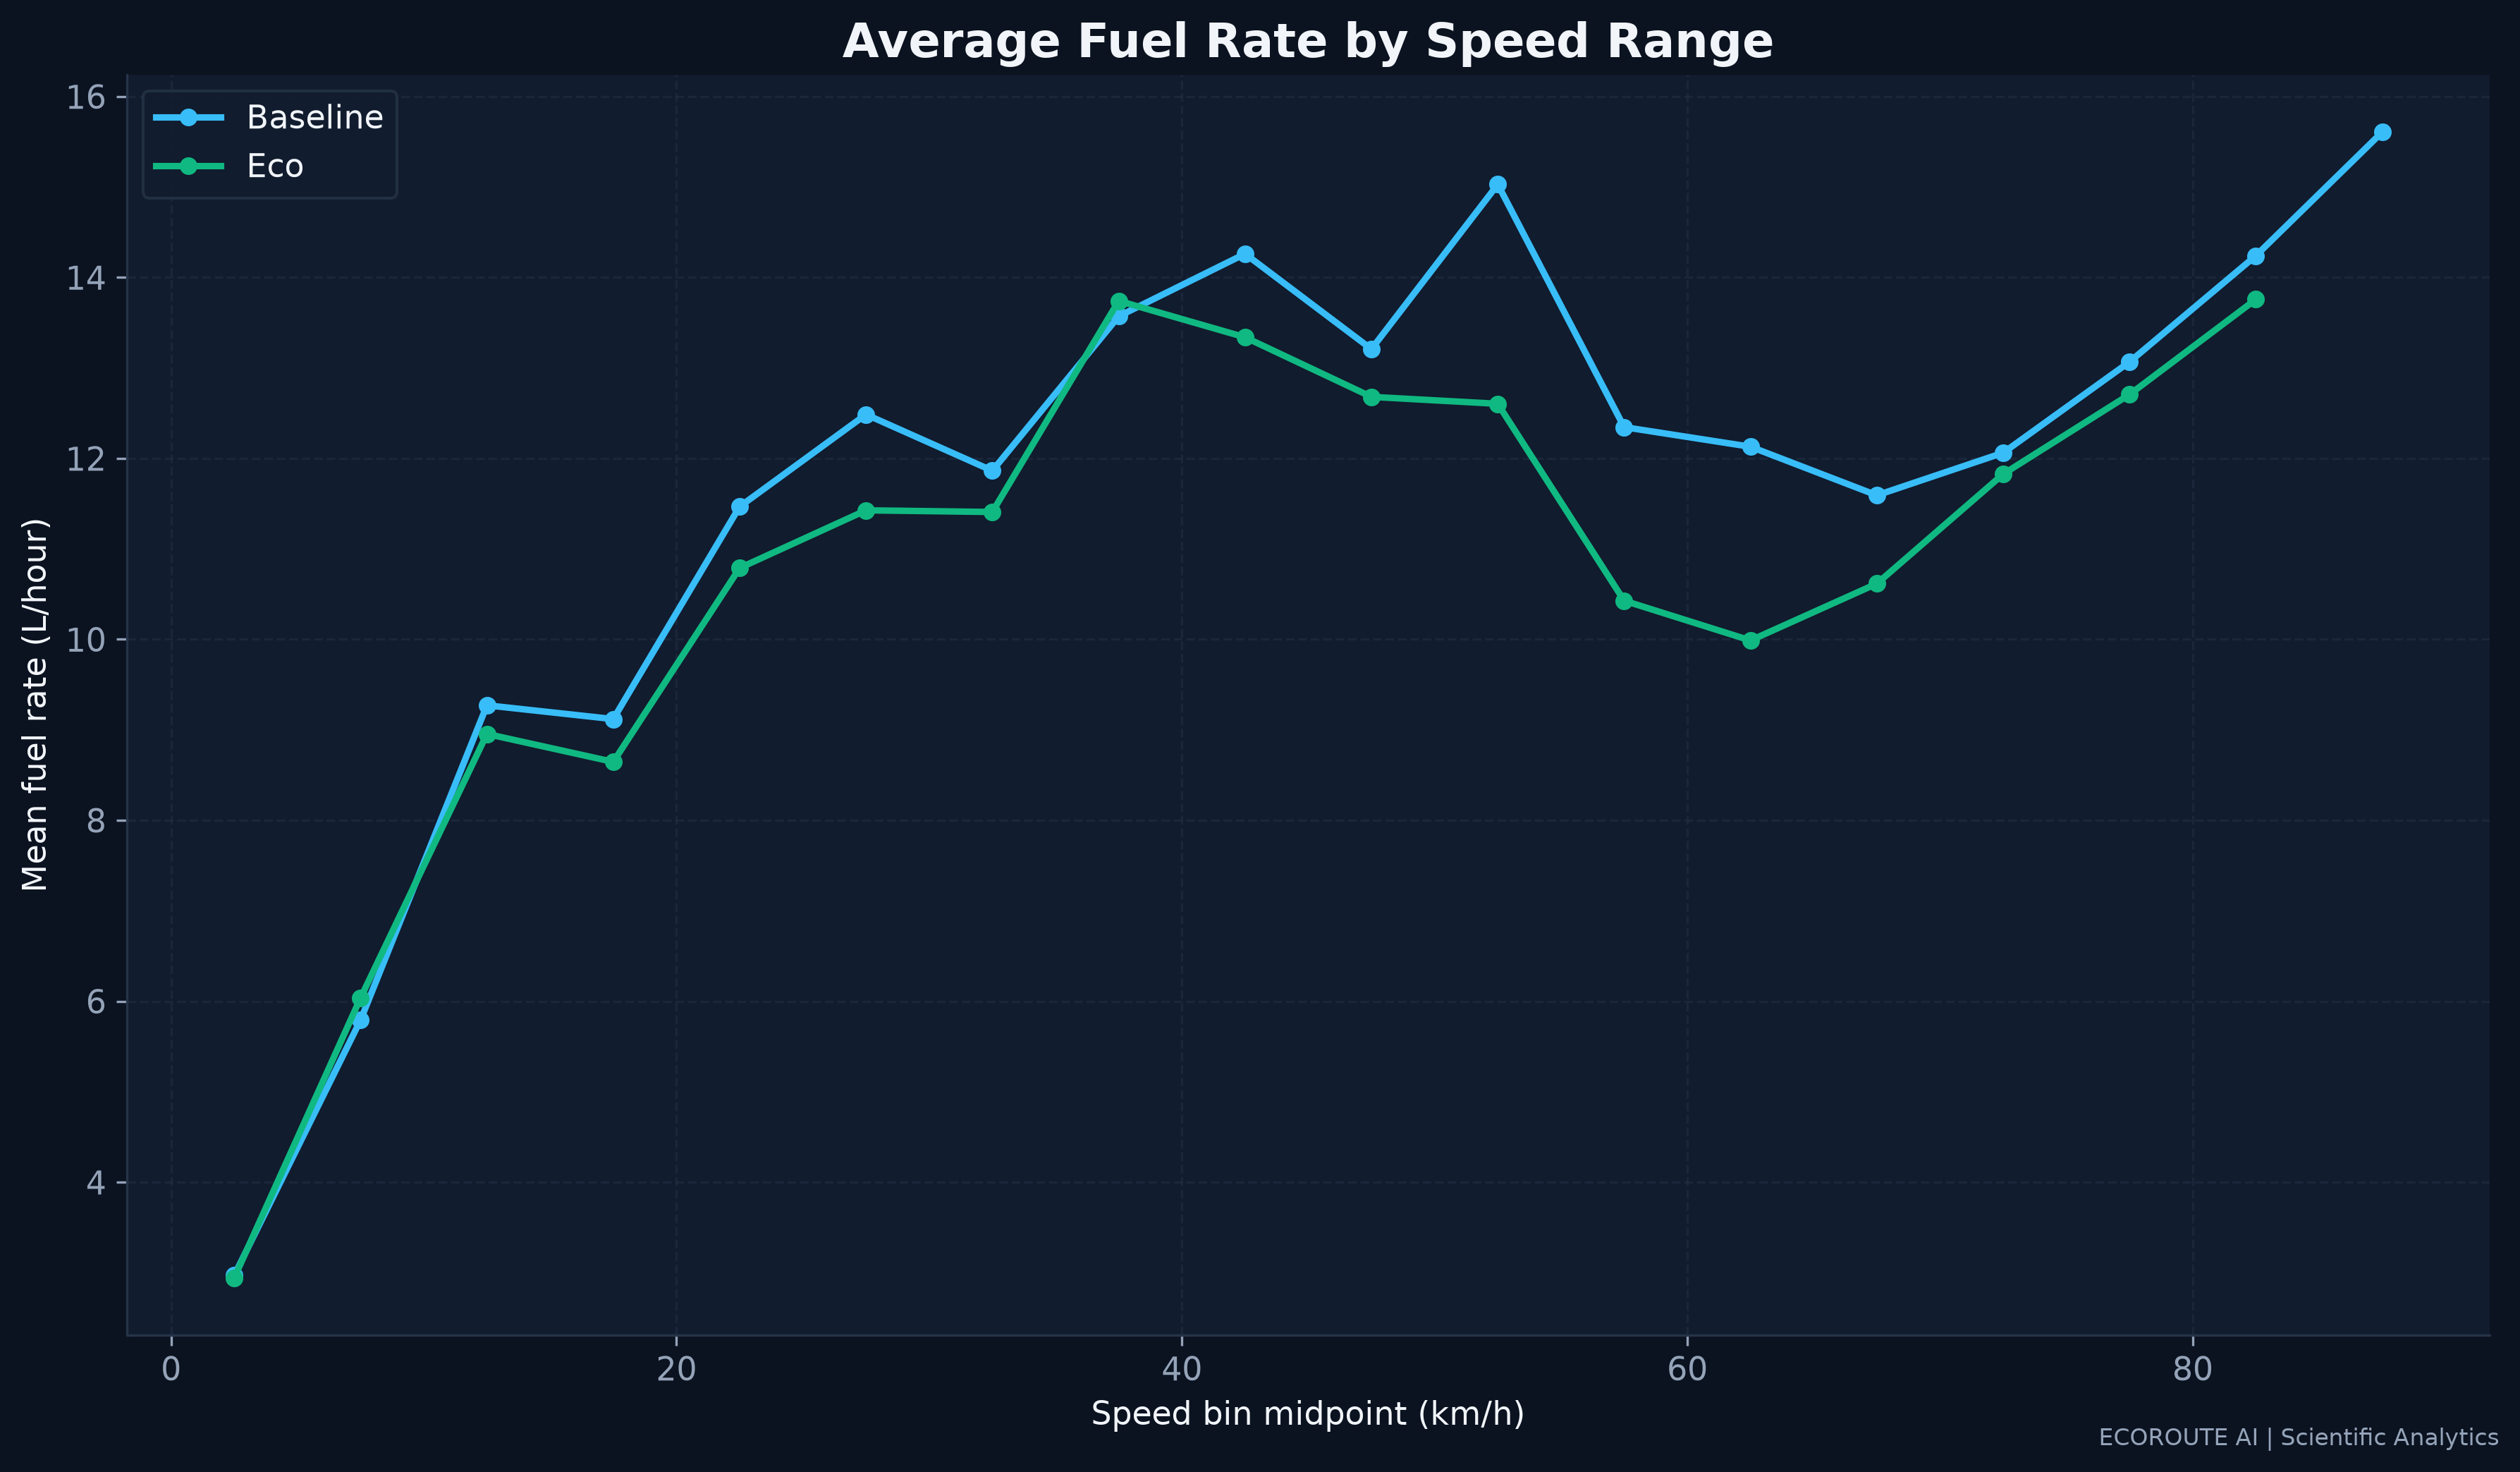 Average Fuel Rate by Speed Range
Baseline
Eco
16
14
12
10
8
6
4
Mean fuel rate (L/hour)
0 20 40 60 80
Speed bin midpoint (km/h)
ECOROUTE AI | Scientific Analytics